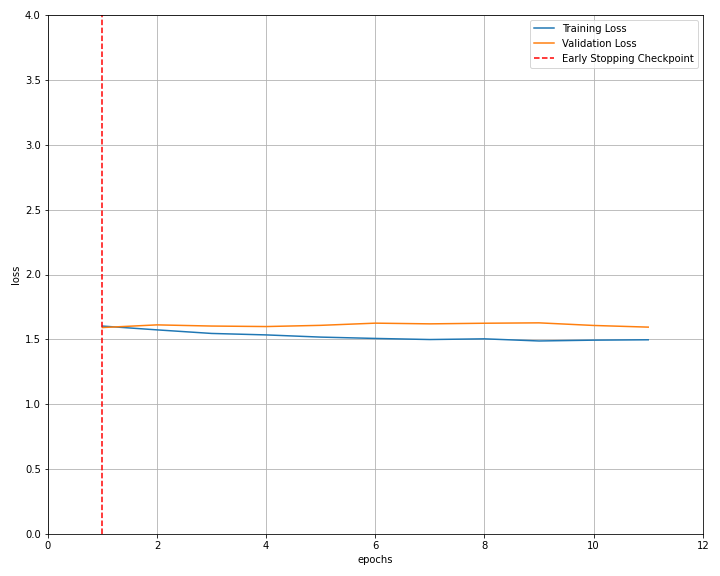 Training Loss
Validation Loss
Early Stopping Checkpoint
4.0
3.5
3.0
2.5
2.0
1.5
1.0
0.5
0.0
loss
0 2 4 6 8 10 12
epochs